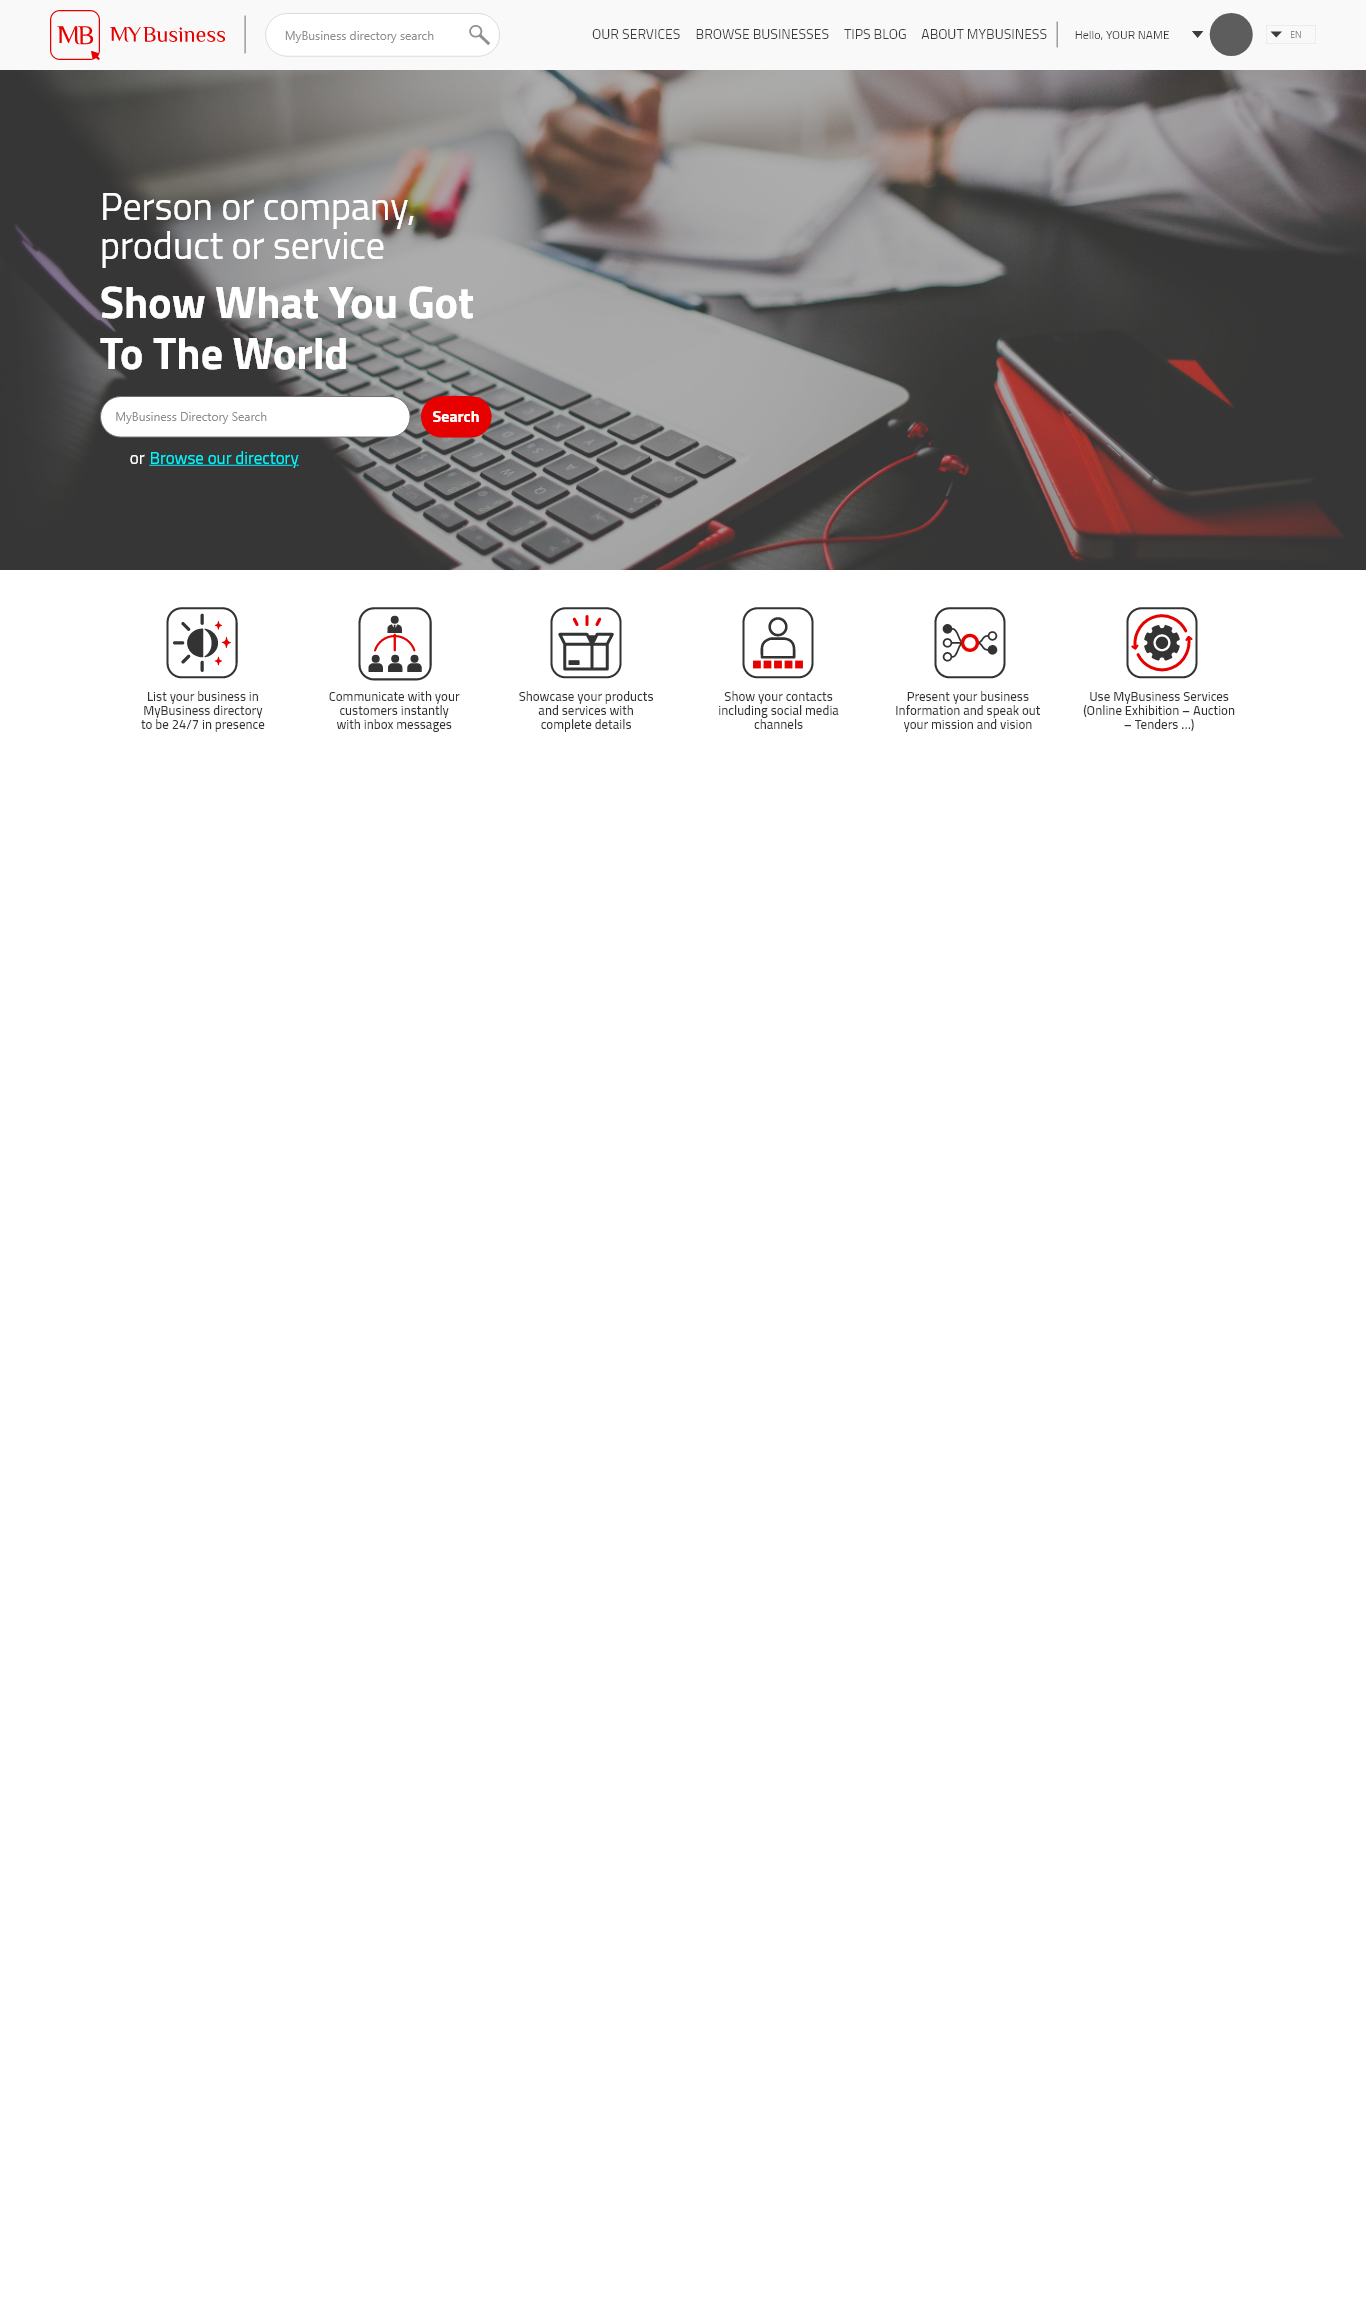 MB MY Business
MyBusiness directory search
OUR SERVICES BROWSE BUSINESSES TIPS BLOG ABOUT MYBUSINESS
Hello, YOUR NAME
EN
Person or company,
product or service
Show What You Got
To The World
MyBusiness Directory Search
Search
or Browse our directory
List your business in
MyBusiness directory
to be 24/7 in presence
Communicate with your
customers instantly
with inbox messages
Showcase your products
and services with
complete details
Show your contacts
including social media
channels
Present your business
Information and speak out
your mission and vision
Use MyBusiness Services
(Online Exhibition – Auction
– Tenders ...)